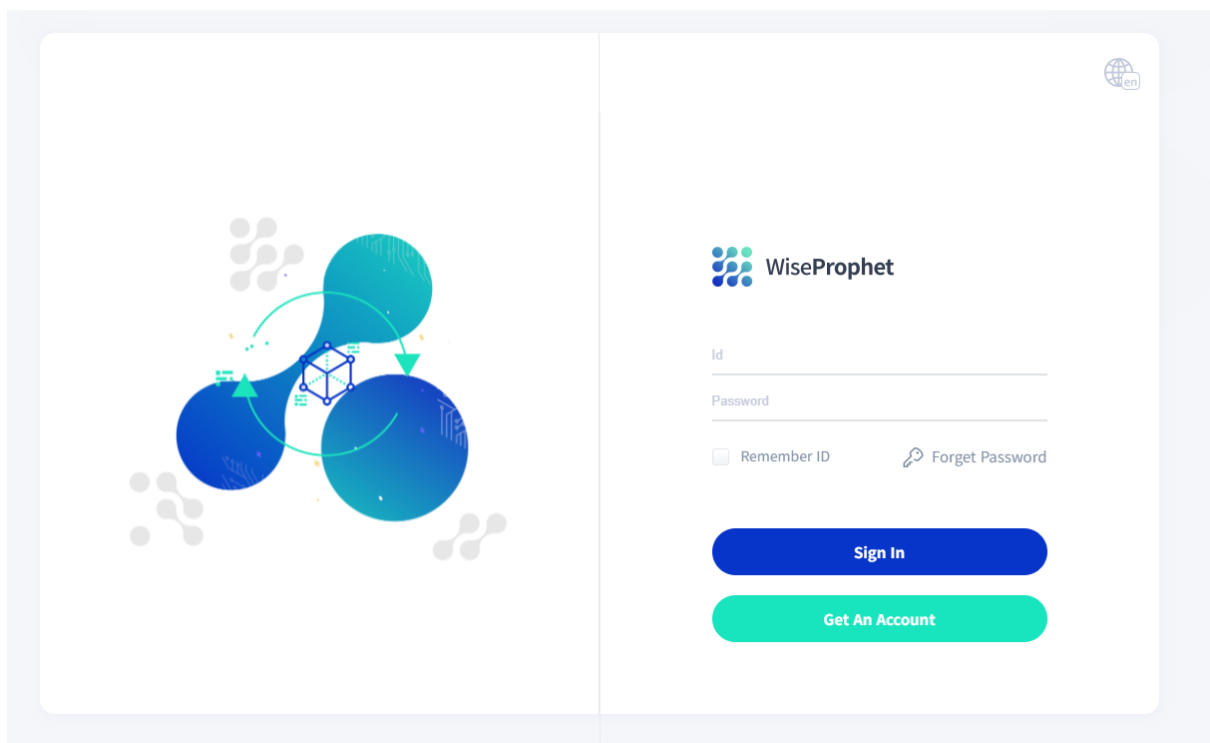 en
WiseProphet
Id
Password
Remember ID
Forget Password
Sign In
Get An Account